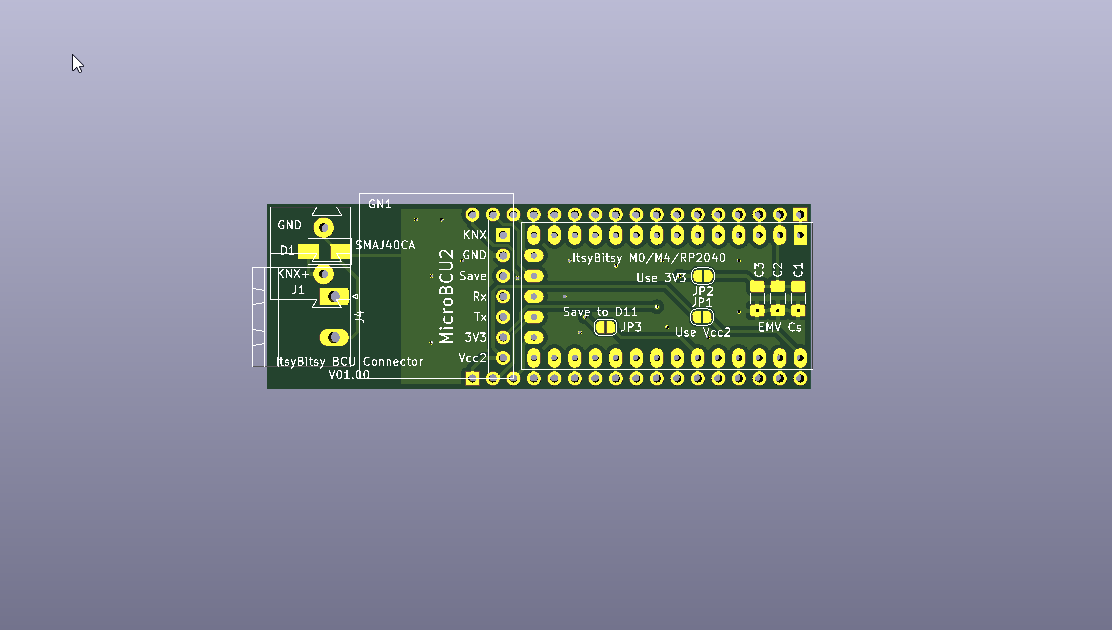 GN1
GND
D1
SMAJ40CA
KNX+
J1
J4
ItsyBitsy BCU Connector
V01.00
MicroBCU2
KNX
GND
Save
Rx
Tx
3V3
Vcc2
ItsyBitsy M0/M4/RP2040
Use 3V3
JP2
JP1
Save to D11
JP3
Use Vcc2
C3
C2
C1
EMV Cs